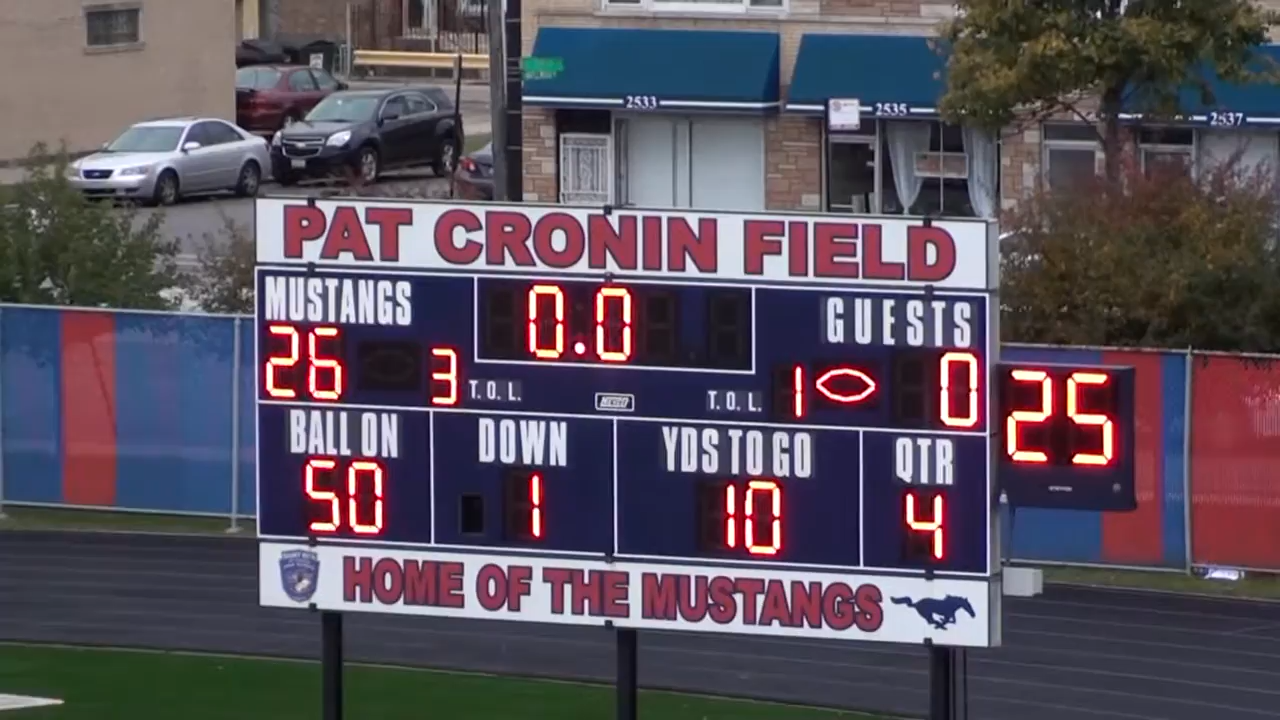 2533
2535
2537
PAT CRONIN FIELD
MUSTANGS 0.0 GUESTS
26 3 T.O.L. T.O.L. 1 0
25
BALL ON DOWN YDS TO GO QTR
50 1 10 4
HOME OF THE MUSTANGS